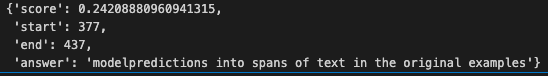 {'score': 0.24208880960941315,
'start': 377,
'end': 437,
'answer': 'modelpredictions into spans of text in the original examples'}